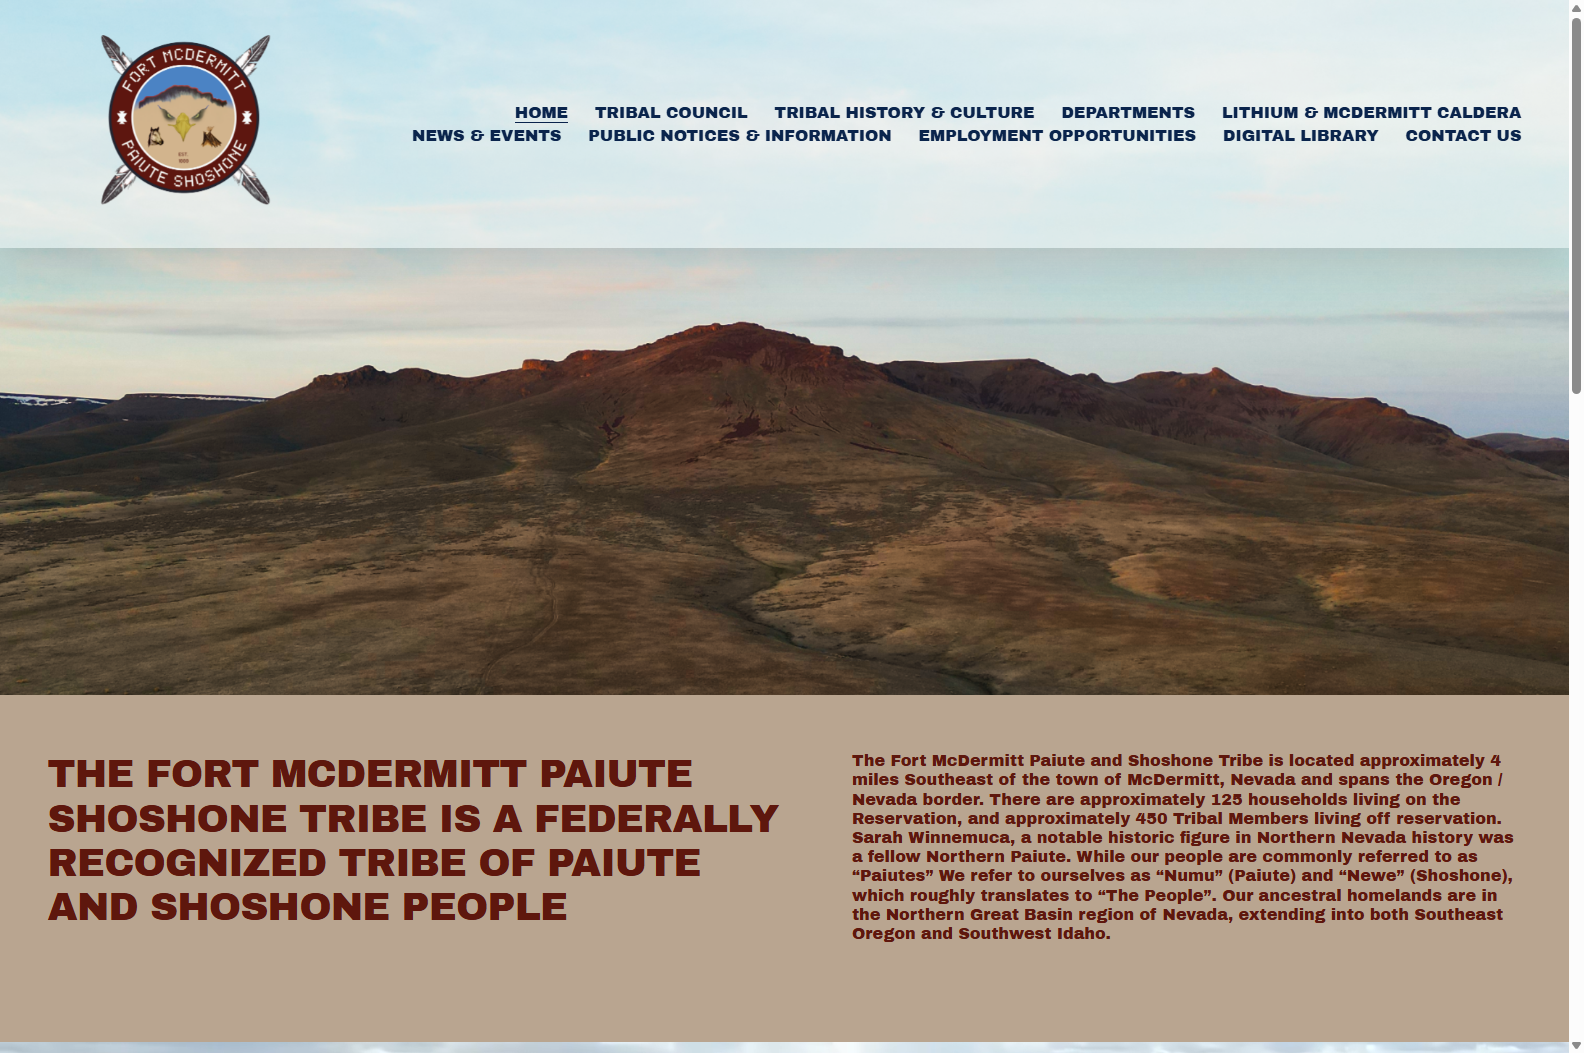 FORT MCDERMITT
PAIUTE SHOSHONE
HOME TRIBAL COUNCIL TRIBAL HISTORY & CULTURE DEPARTMENTS LITHIUM & MCDERMITT CALDERA
NEWS & EVENTS PUBLIC NOTICES & INFORMATION EMPLOYMENT OPPORTUNITIES DIGITAL LIBRARY CONTACT US
THE FORT MCDERMITT PAIUTE
SHOSHONE TRIBE IS A FEDERALLY
RECOGNIZED TRIBE OF PAIUTE
AND SHOSHONE PEOPLE
The Fort McDermitt Paiute and Shoshone Tribe is located approximately 4
miles Southeast of the town of McDermitt, Nevada and spans the Oregon /
Nevada border. There are approximately 125 households living on the
Reservation, and approximately 450 Tribal Members living off reservation.
Sarah Winnemuca, a notable historic figure in Northern Nevada history was
a fellow Northern Paiute. While our people are commonly referred to as
“Paiutes” We refer to ourselves as “Numu” (Paiute) and “Newe” (Shoshone),
which roughly translates to “The People”. Our ancestral homelands are in
the Northern Great Basin region of Nevada, extending into both Southeast
Oregon and Southwest Idaho.